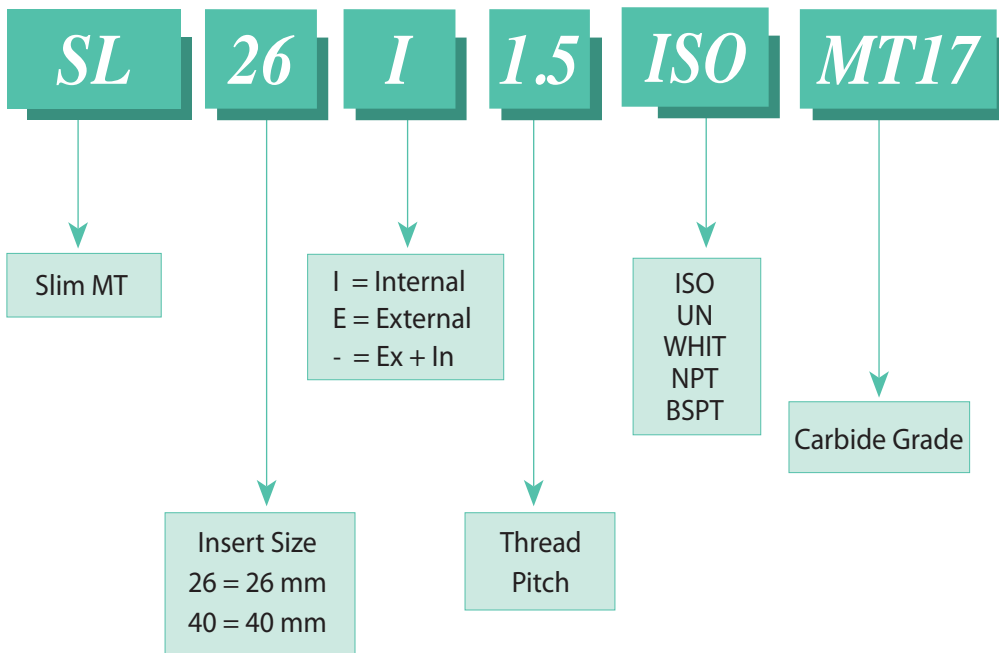 SL 26 I 1.5 ISO MT17
Slim MT
I = Internal
E = External
- = Ex + In
ISO
UN
WHIT
NPT
BSPT
Carbide Grade
Insert Size
26 = 26 mm
40 = 40 mm
Thread
Pitch